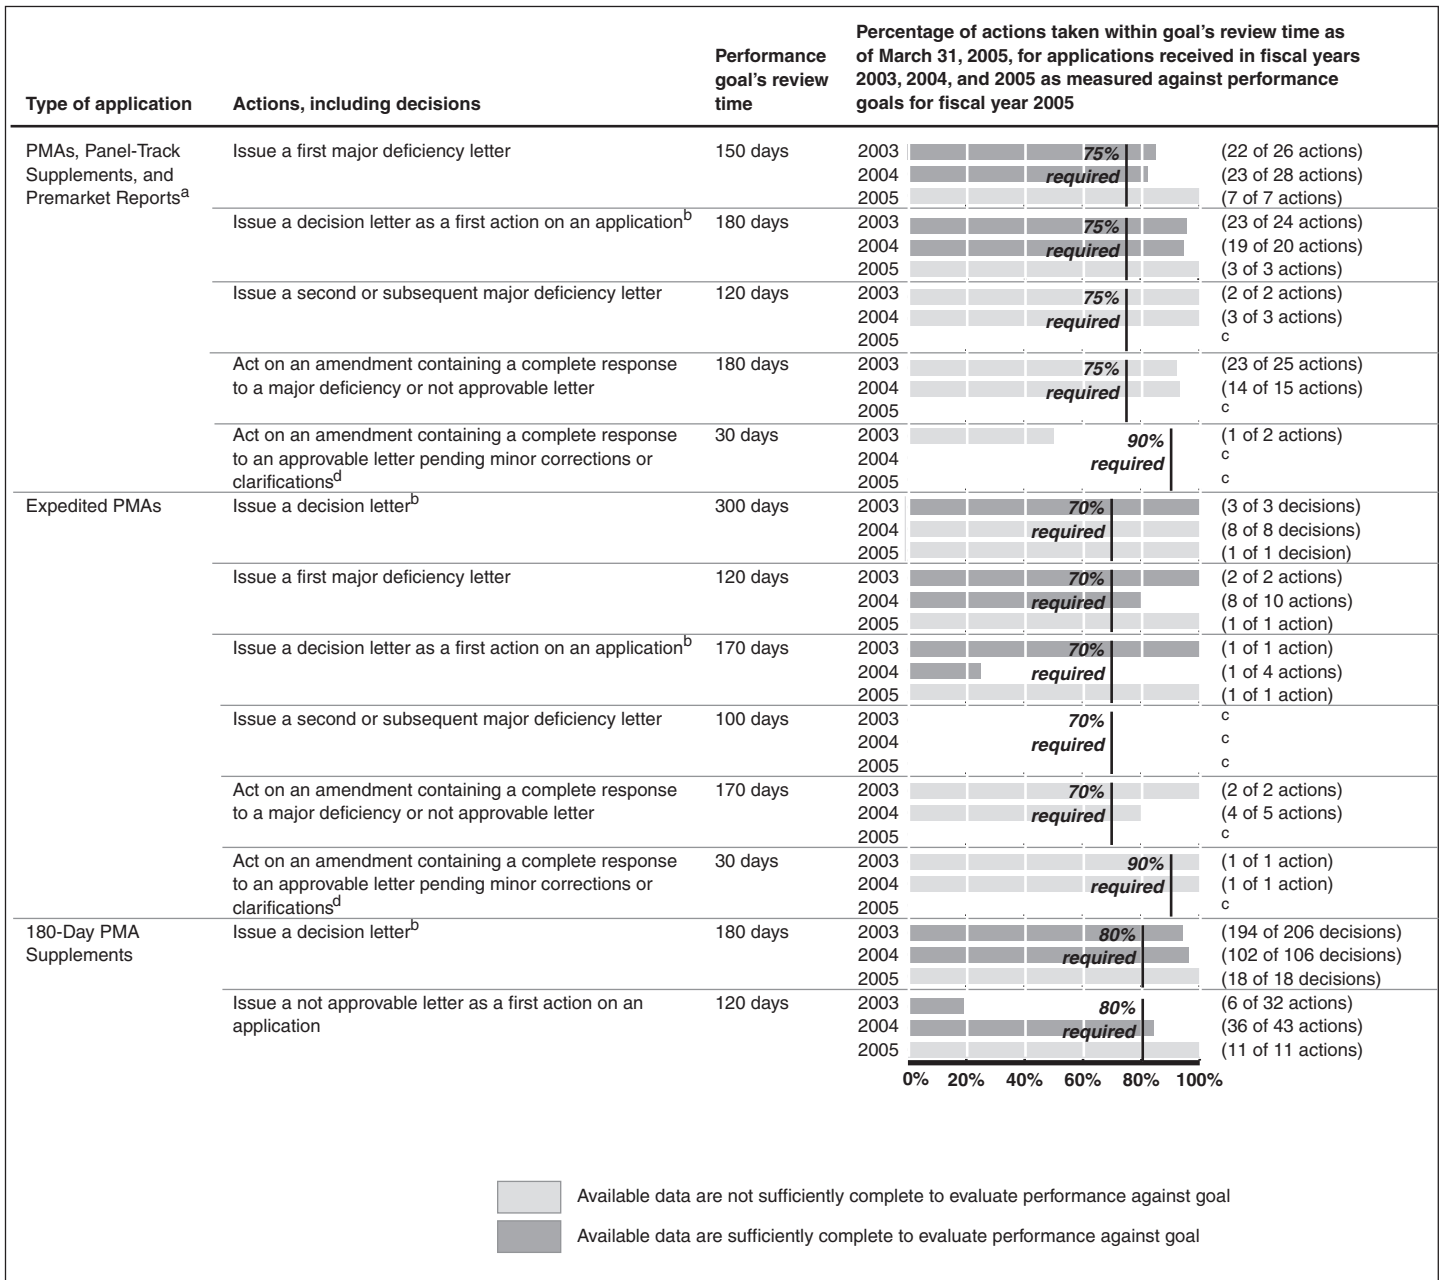 Type of application
Actions, including decisions
Performance
goal's review
time
Percentage of actions taken within goal's review time as
of March 31, 2005, for applications received in fiscal years
2003, 2004, and 2005 as measured against performance
goals for fiscal year 2005
PMAs, Panel-Track
Supplements, and
Premarket Reportsa
Issue a first major deficiency letter
150 days
2003 75% (22 of 26 actions)
2004 required (23 of 28 actions)
2005 (7 of 7 actions)
Issue a decision letter as a first action on an applicationb
180 days
2003 75% (23 of 24 actions)
2004 required (19 of 20 actions)
2005 (3 of 3 actions)
Issue a second or subsequent major deficiency letter
120 days
2003 75% (2 of 2 actions)
2004 required (3 of 3 actions)
2005 c
Act on an amendment containing a complete response
to a major deficiency or not approvable letter
180 days
2003 75% (23 of 25 actions)
2004 required (14 of 15 actions)
2005 c
Act on an amendment containing a complete response
to an approvable letter pending minor corrections or
clarificationsd
30 days
2003 90% (1 of 2 actions)
2004 required c
2005 c
Expedited PMAs
Issue a decision letterb
300 days
2003 70% (3 of 3 decisions)
2004 required (8 of 8 decisions)
2005 (1 of 1 decision)
Issue a first major deficiency letter
120 days
2003 70% (2 of 2 actions)
2004 required (8 of 10 actions)
2005 (1 of 1 action)
Issue a decision letter as a first action on an applicationb
170 days
2003 70% (1 of 1 action)
2004 required (1 of 4 actions)
2005 (1 of 1 action)
Issue a second or subsequent major deficiency letter
100 days
2003 70% c
2004 required c
2005 c
Act on an amendment containing a complete response
to a major deficiency or not approvable letter
170 days
2003 70% (2 of 2 actions)
2004 required (4 of 5 actions)
2005 c
Act on an amendment containing a complete response
to an approvable letter pending minor corrections or
clarificationsd
30 days
2003 90% (1 of 1 action)
2004 required (1 of 1 action)
2005 c
180-Day PMA
Supplements
Issue a decision letterb
180 days
2003 80% (194 of 206 decisions)
2004 required (102 of 106 decisions)
2005 (18 of 18 decisions)
Issue a not approvable letter as a first action on an
application
120 days
2003 80% (6 of 32 actions)
2004 required (36 of 43 actions)
2005 (11 of 11 actions)
0% 20% 40% 60% 80% 100%
Available data are not sufficiently complete to evaluate performance against goal
Available data are sufficiently complete to evaluate performance against goal